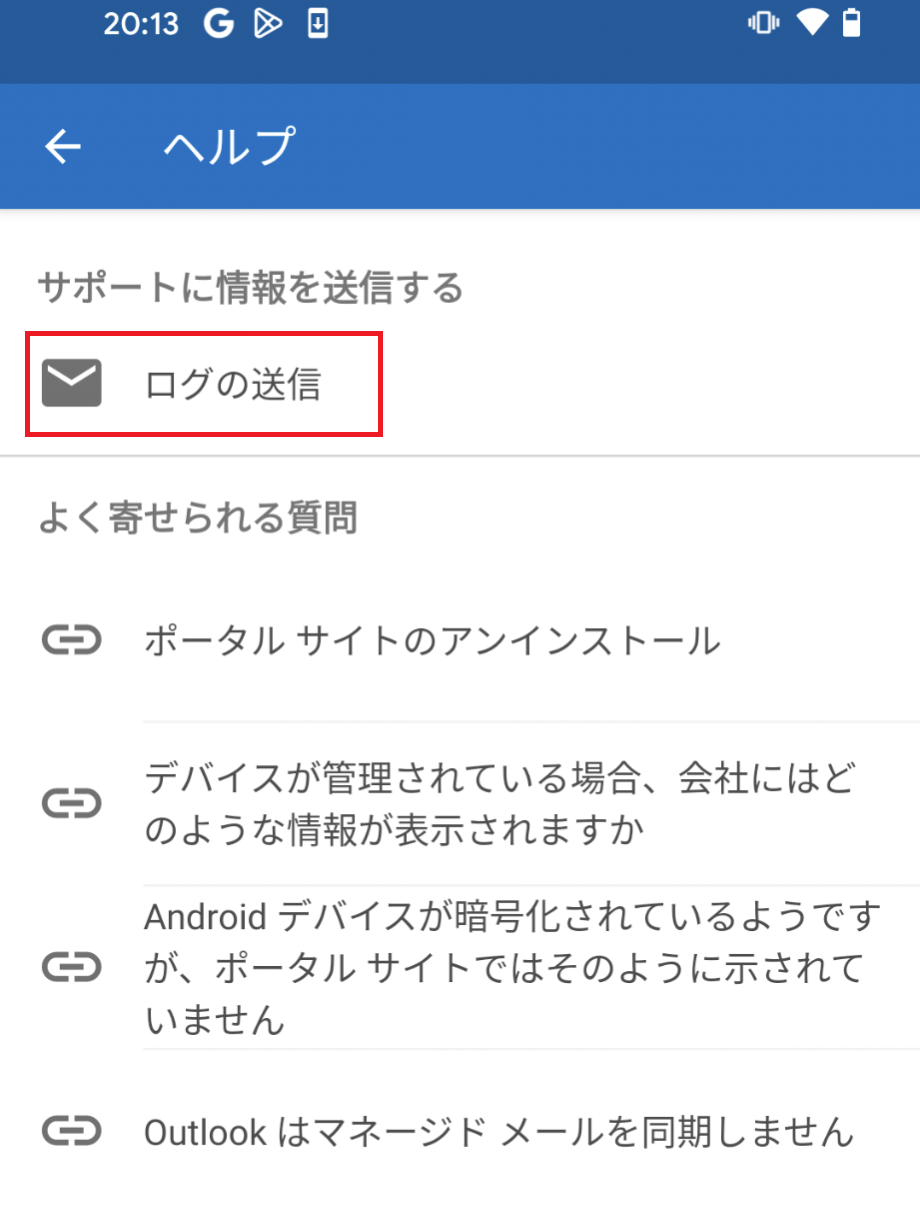 20:13
ヘルプ
サポートに情報を送信する
ログの送信
よく寄せられる質問
ポータル サイトのアンインストール
デバイスが管理されている場合、会社にはど
のような情報が表示されますか
Android デバイスが暗号化されているようです
が、ポータル サイトではそのように示されて
いません
Outlook はマネージド メールを同期しません